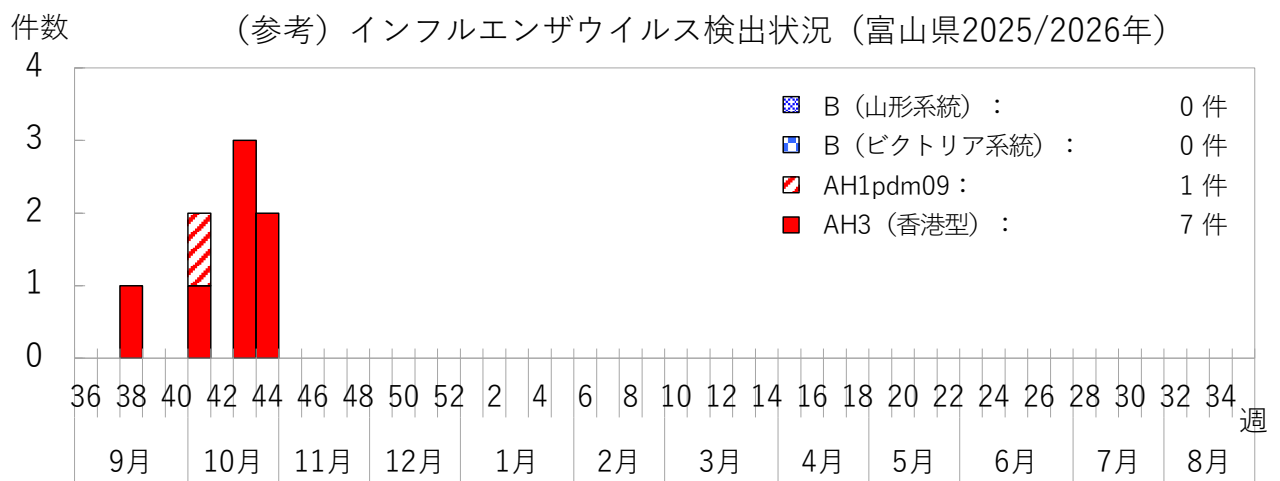 件数
（参考）インフルエンザウイルス検出状況（富山県2025/2026年）
4
3
2
1
0
B（山形系統）： 0 件
B（ビクトリア系統）： 0 件
AH1pdm09： 1 件
AH3（香港型）： 7 件
36 38 40 42 44 46 48 50 52 2 4 6 8 10 12 14 16 18 20 22 24 26 28 30 32 34 週
9月 10月 11月 12月 1月 2月 3月 4月 5月 6月 7月 8月